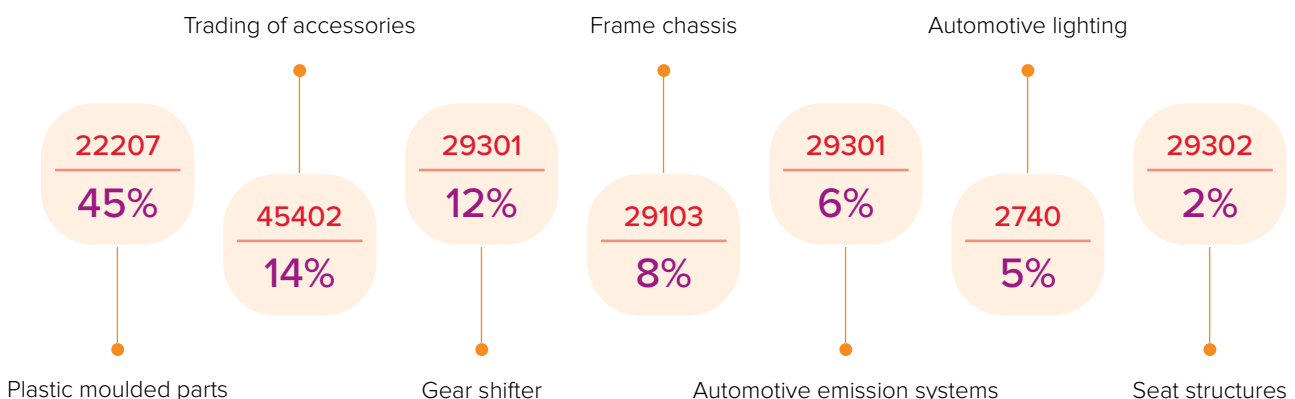 Trading of accessories
Frame chassis
Automotive lighting
22207
45%
45402
14%
29301
12%
29103
8%
29301
6%
2740
5%
29302
2%
Plastic moulded parts
Gear shifter
Automotive emission systems
Seat structures